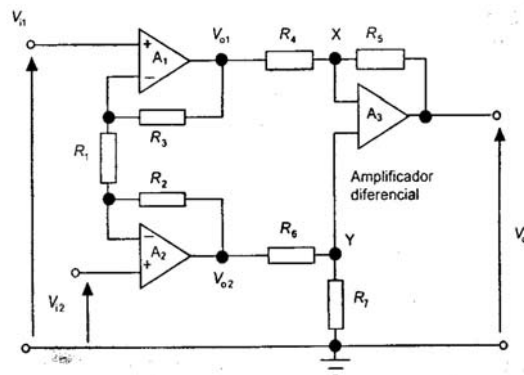 Vi1
+
A1
−
Vo1
R4
X
R5
R3
R1
A3
R2
Amplificador
diferencial
−
A2
+
Vo2
R6
Y
Vi2
R7